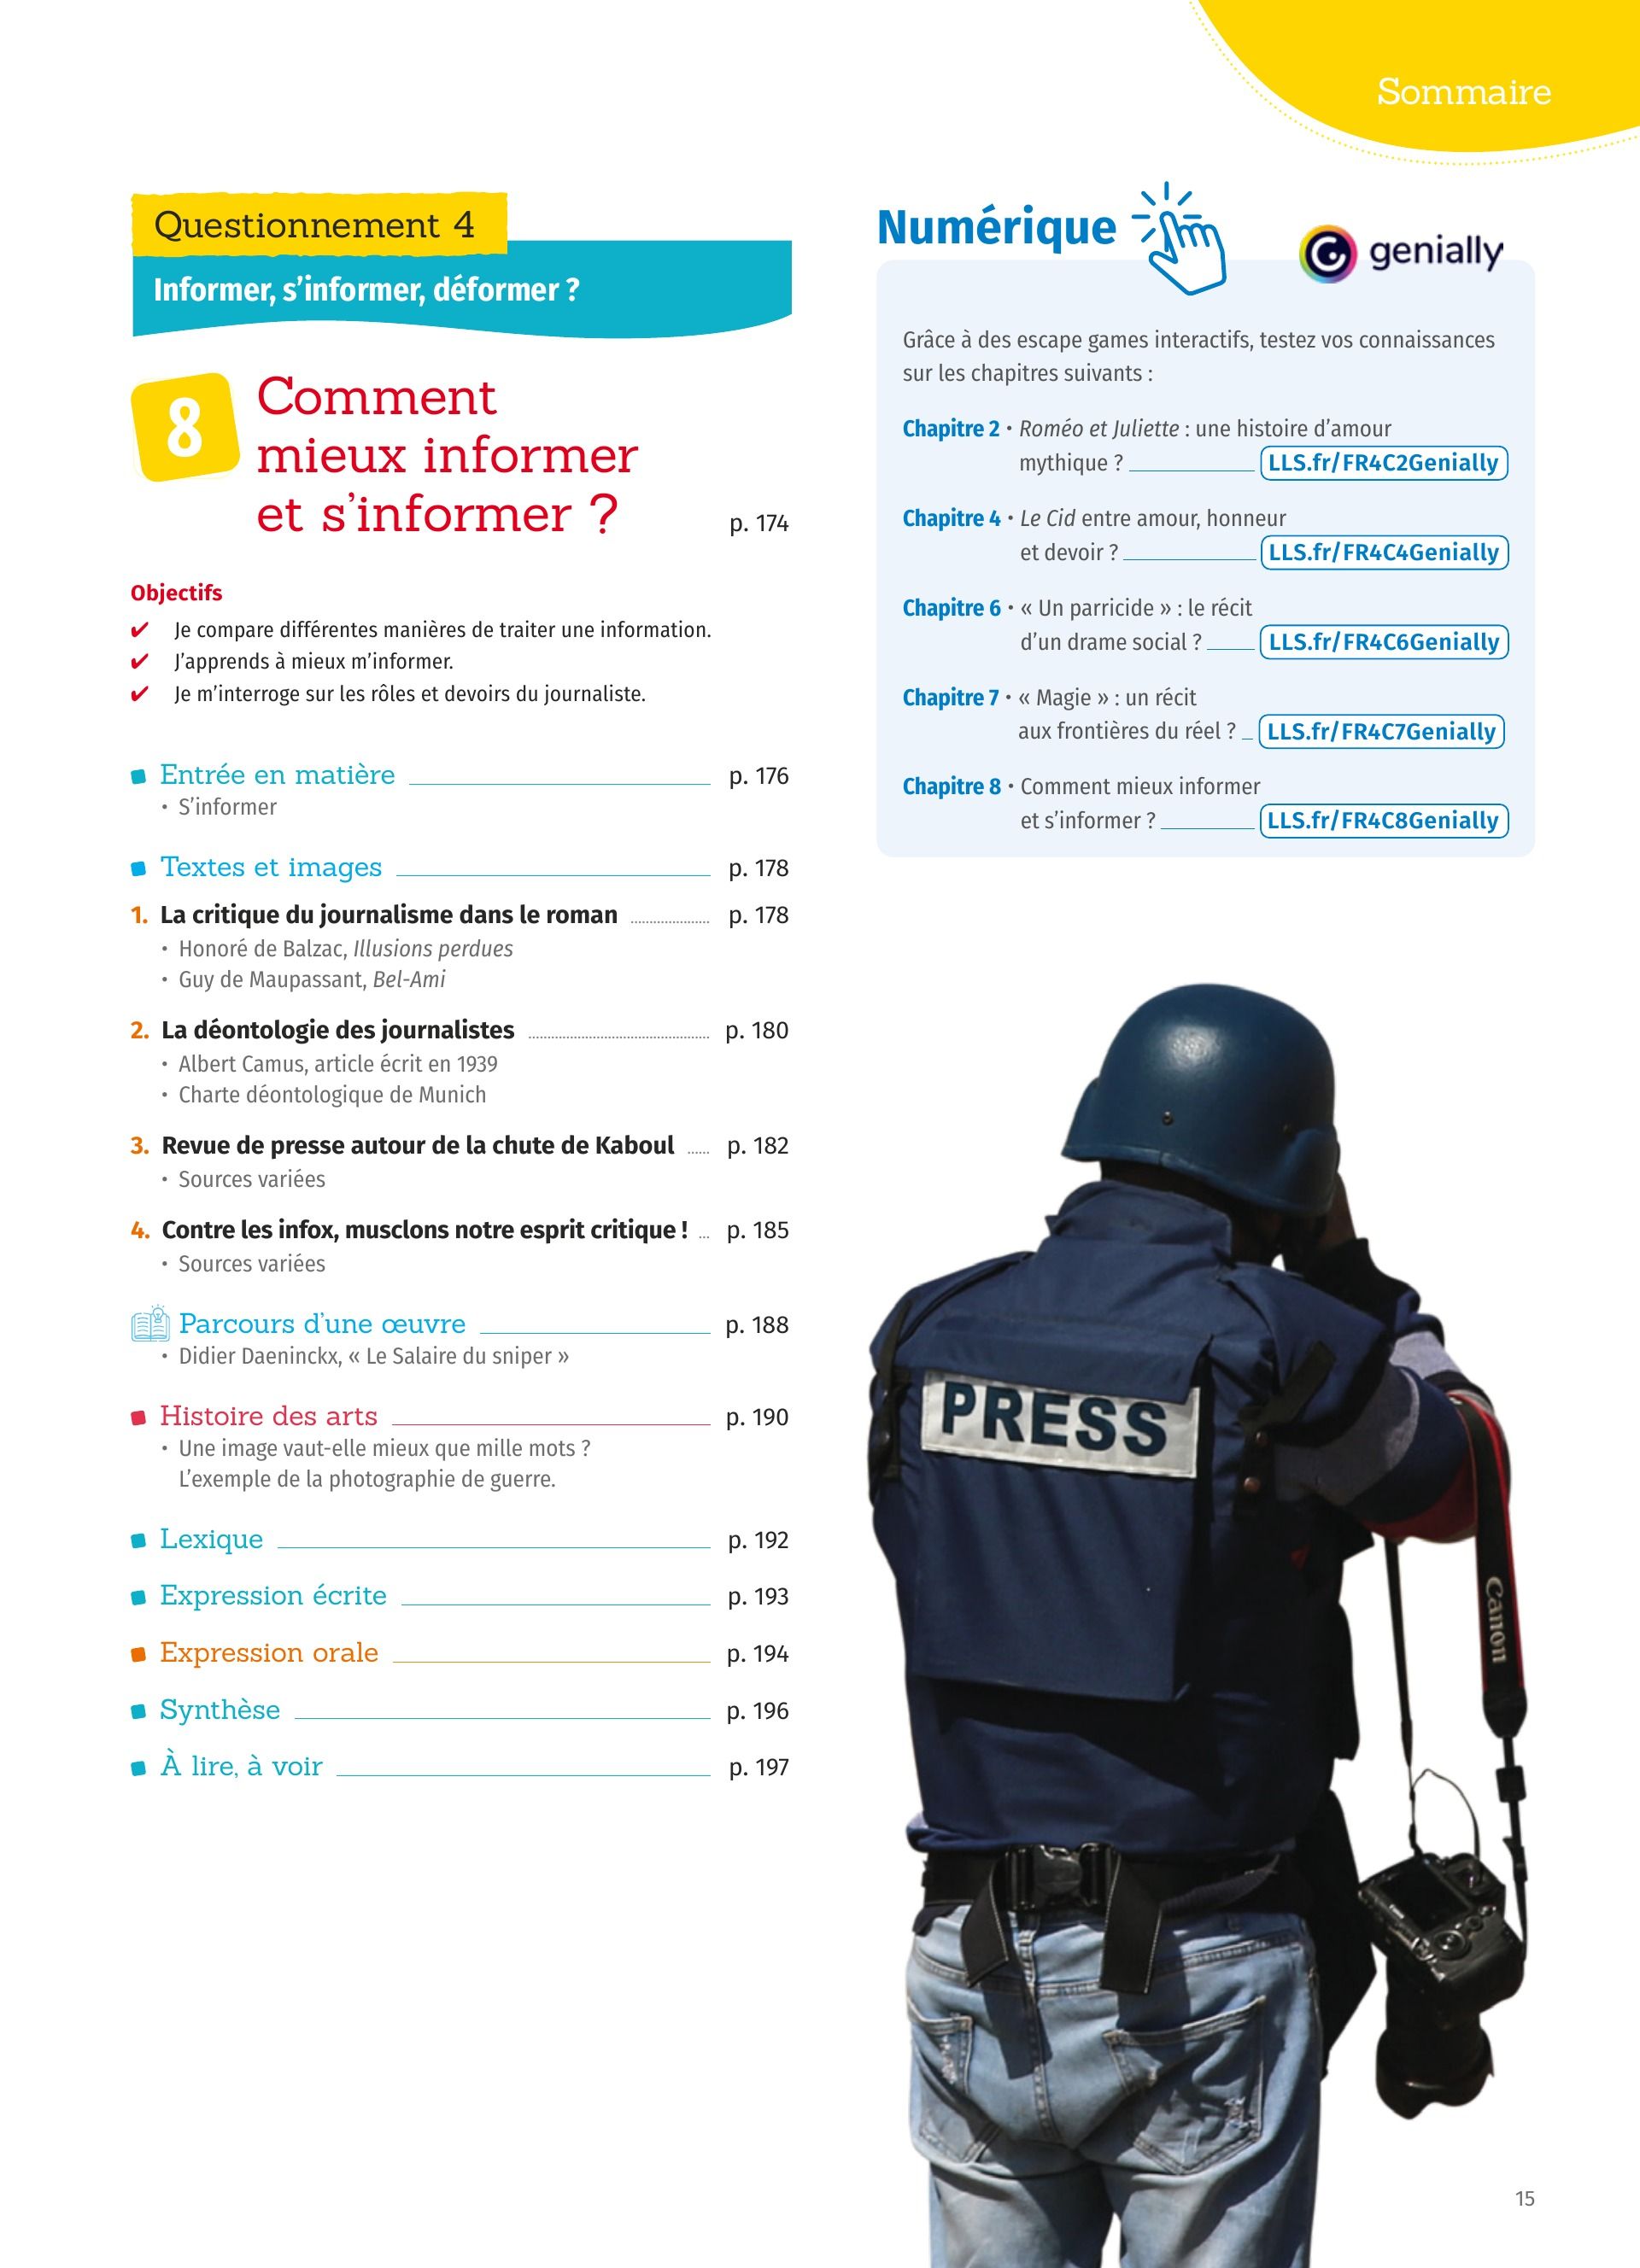 Sommaire
Questionnement 4
Informer, s’informer, déformer ?
8
Comment
mieux informer
et s’informer ?
p. 174
Objectifs
✔ Je compare différentes manières de traiter une information.
✔ J’apprends à mieux m’informer.
✔ Je m’interroge sur les rôles et devoirs du journaliste.
Entrée en matière p. 176
• S’informer
Textes et images p. 178
1. La critique du journalisme dans le roman p. 178
• Honoré de Balzac, Illusions perdues
• Guy de Maupassant, Bel-Ami
2. La déontologie des journalistes p. 180
• Albert Camus, article écrit en 1939
• Charte déontologique de Munich
3. Revue de presse autour de la chute de Kaboul p. 182
• Sources variées
4. Contre les infox, musclons notre esprit critique ! p. 185
• Sources variées
Parcours d’une œuvre p. 188
• Didier Daeninckx, « Le Salaire du sniper »
Histoire des arts p. 190
• Une image vaut-elle mieux que mille mots ?
L’exemple de la photographie de guerre.
Lexique p. 192
Expression écrite p. 193
Expression orale p. 194
Synthèse p. 196
À lire, à voir p. 197
Numérique
genially
Grâce à des escape games interactifs, testez vos connaissances
sur les chapitres suivants :
Chapitre 2 • Roméo et Juliette : une histoire d’amour
mythique ? LLS.fr/FR4C2Genially
Chapitre 4 • Le Cid entre amour, honneur
et devoir ? LLS.fr/FR4C4Genially
Chapitre 6 • « Un parricide » : le récit
d’un drame social ? LLS.fr/FR4C6Genially
Chapitre 7 • « Magie » : un récit
aux frontières du réel ? LLS.fr/FR4C7Genially
Chapitre 8 • Comment mieux informer
et s’informer ? LLS.fr/FR4C8Genially
PRESS
Canon
15